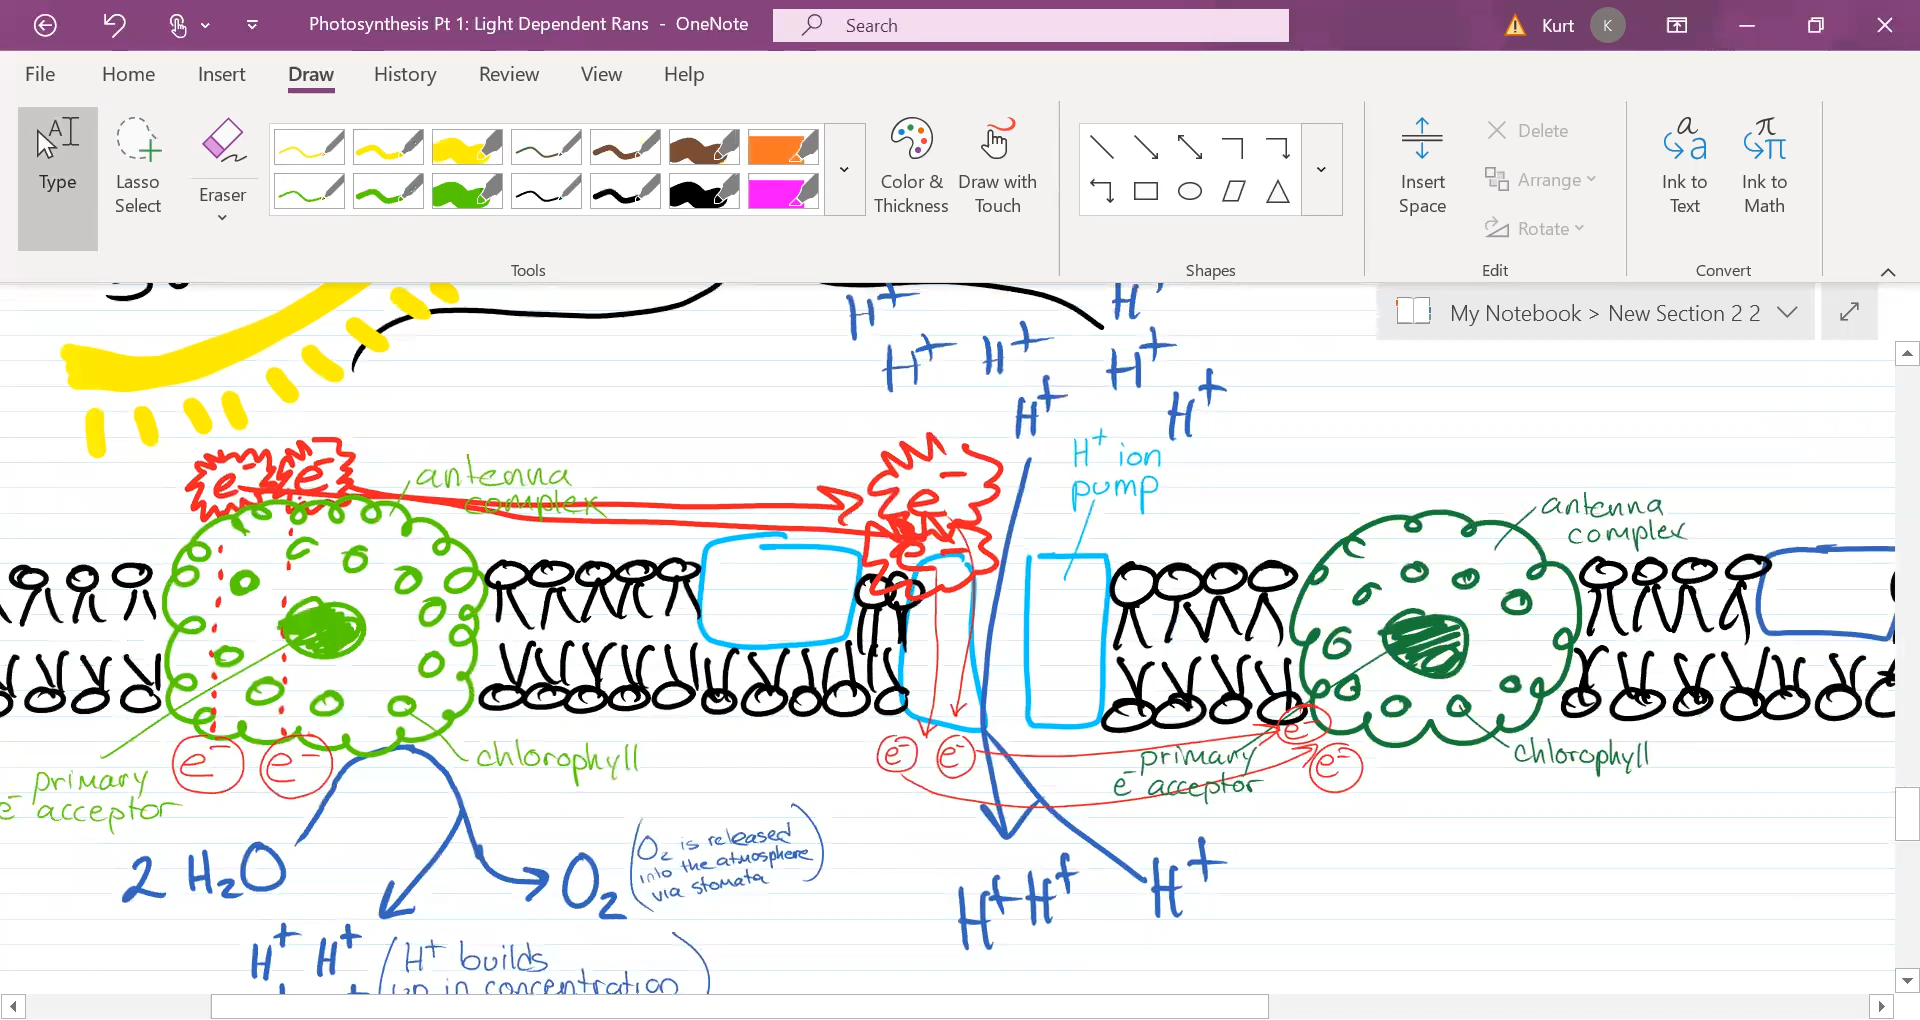 Photosynthesis Pt 1: Light Dependent Rxns - OneNote
Search
Kurt
K
File
Home
Insert
Draw
History
Review
View
Help
Type
Lasso Select
Eraser
Color & Thickness
Draw with Touch
Insert Space
Delete
Arrange
Rotate
Ink to Text
Ink to Math
Tools
Shapes
Edit
Convert
My Notebook > New Section 2 2
H+
H+
H+ H+ H+
H+ H+
H+ ion
pump
e- e-
antenna
complex
e-
e-
antenna
complex
e- e-
chlorophyll
primary
e- acceptor
e- e-
e-
e-
primary
e- acceptor
chlorophyll
2 H2O
O2
(O2 is released
into the atmosphere
via stomata)
H+ H+ H+
H+ H+
(H+ builds
up in concentration